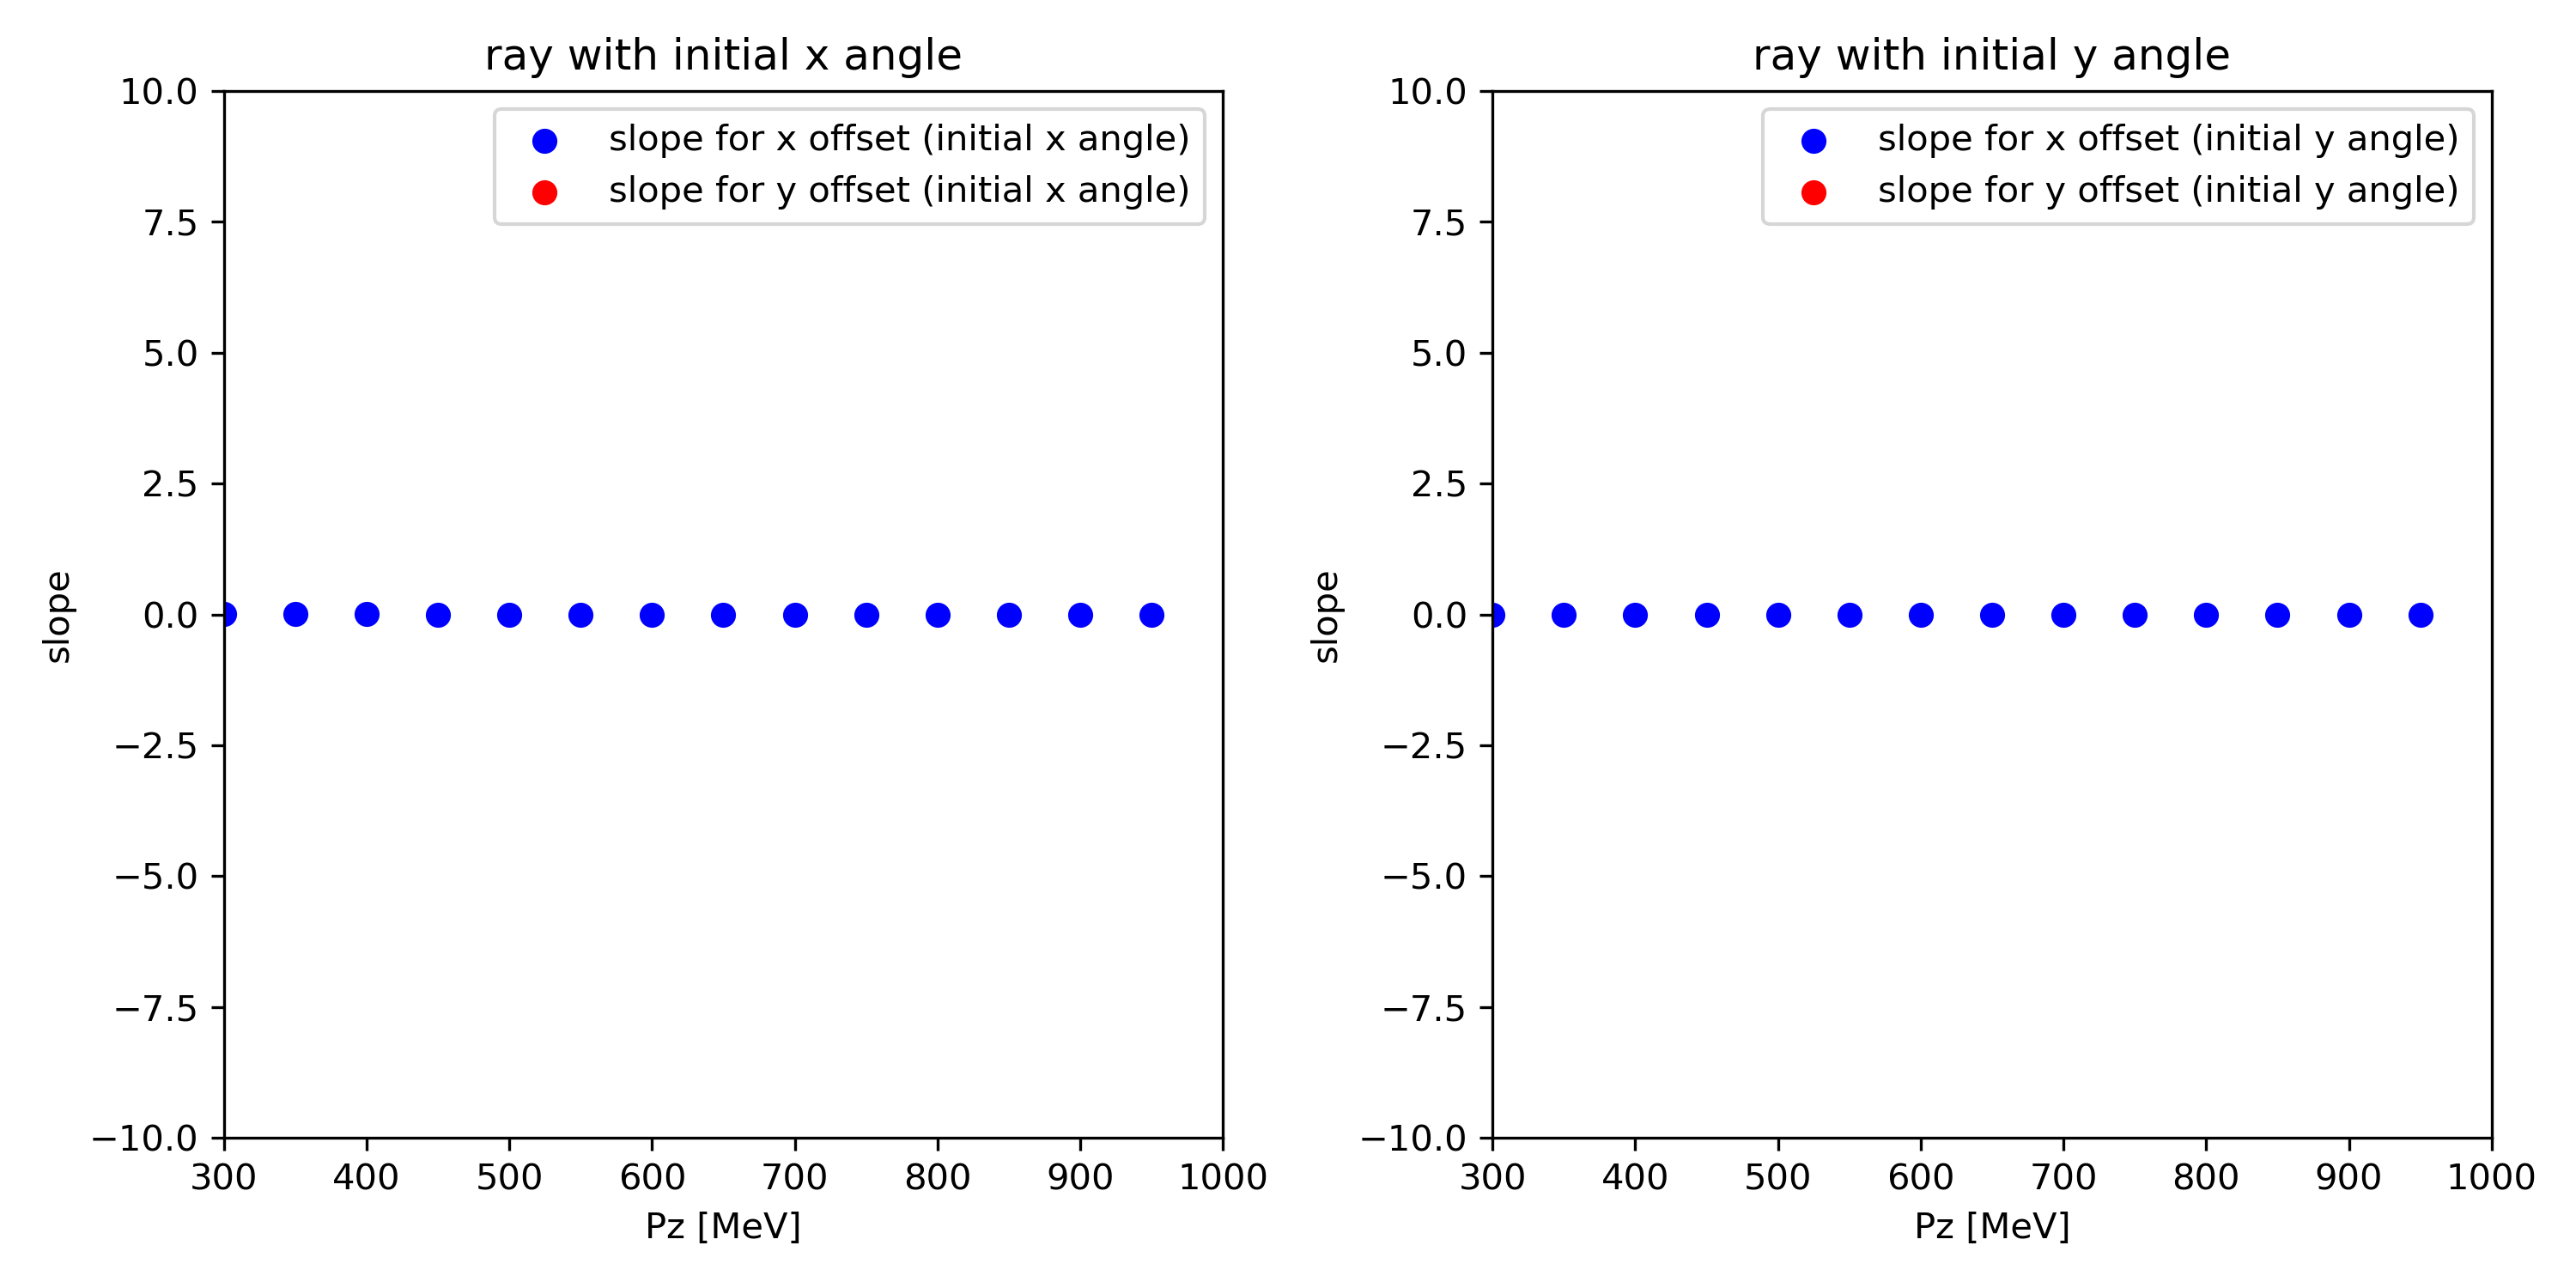 ray with initial x angle
10.0
7.5
5.0
2.5
0.0
−2.5
−5.0
−7.5
−10.0
slope
slope for x offset (initial x angle)
slope for y offset (initial x angle)
300 400 500 600 700 800 900 1000
Pz [MeV]
ray with initial y angle
10.0
7.5
5.0
2.5
0.0
−2.5
−5.0
−7.5
−10.0
slope
slope for x offset (initial y angle)
slope for y offset (initial y angle)
300 400 500 600 700 800 900 1000
Pz [MeV]